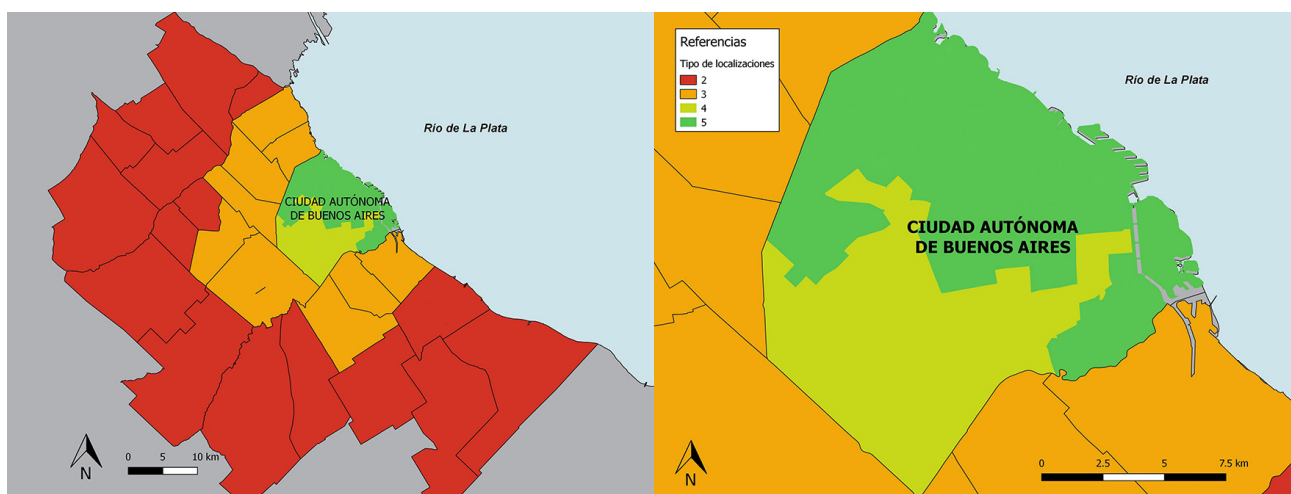 Río de La Plata
CIUDAD AUTÓNOMA
DE BUENOS AIRES
N
0 5 10 km
Referencias
Tipo de localizaciones
2
3
4
5
Río de La Plata
CIUDAD AUTÓNOMA
DE BUENOS AIRES
N
0 2.5 5 7.5 km